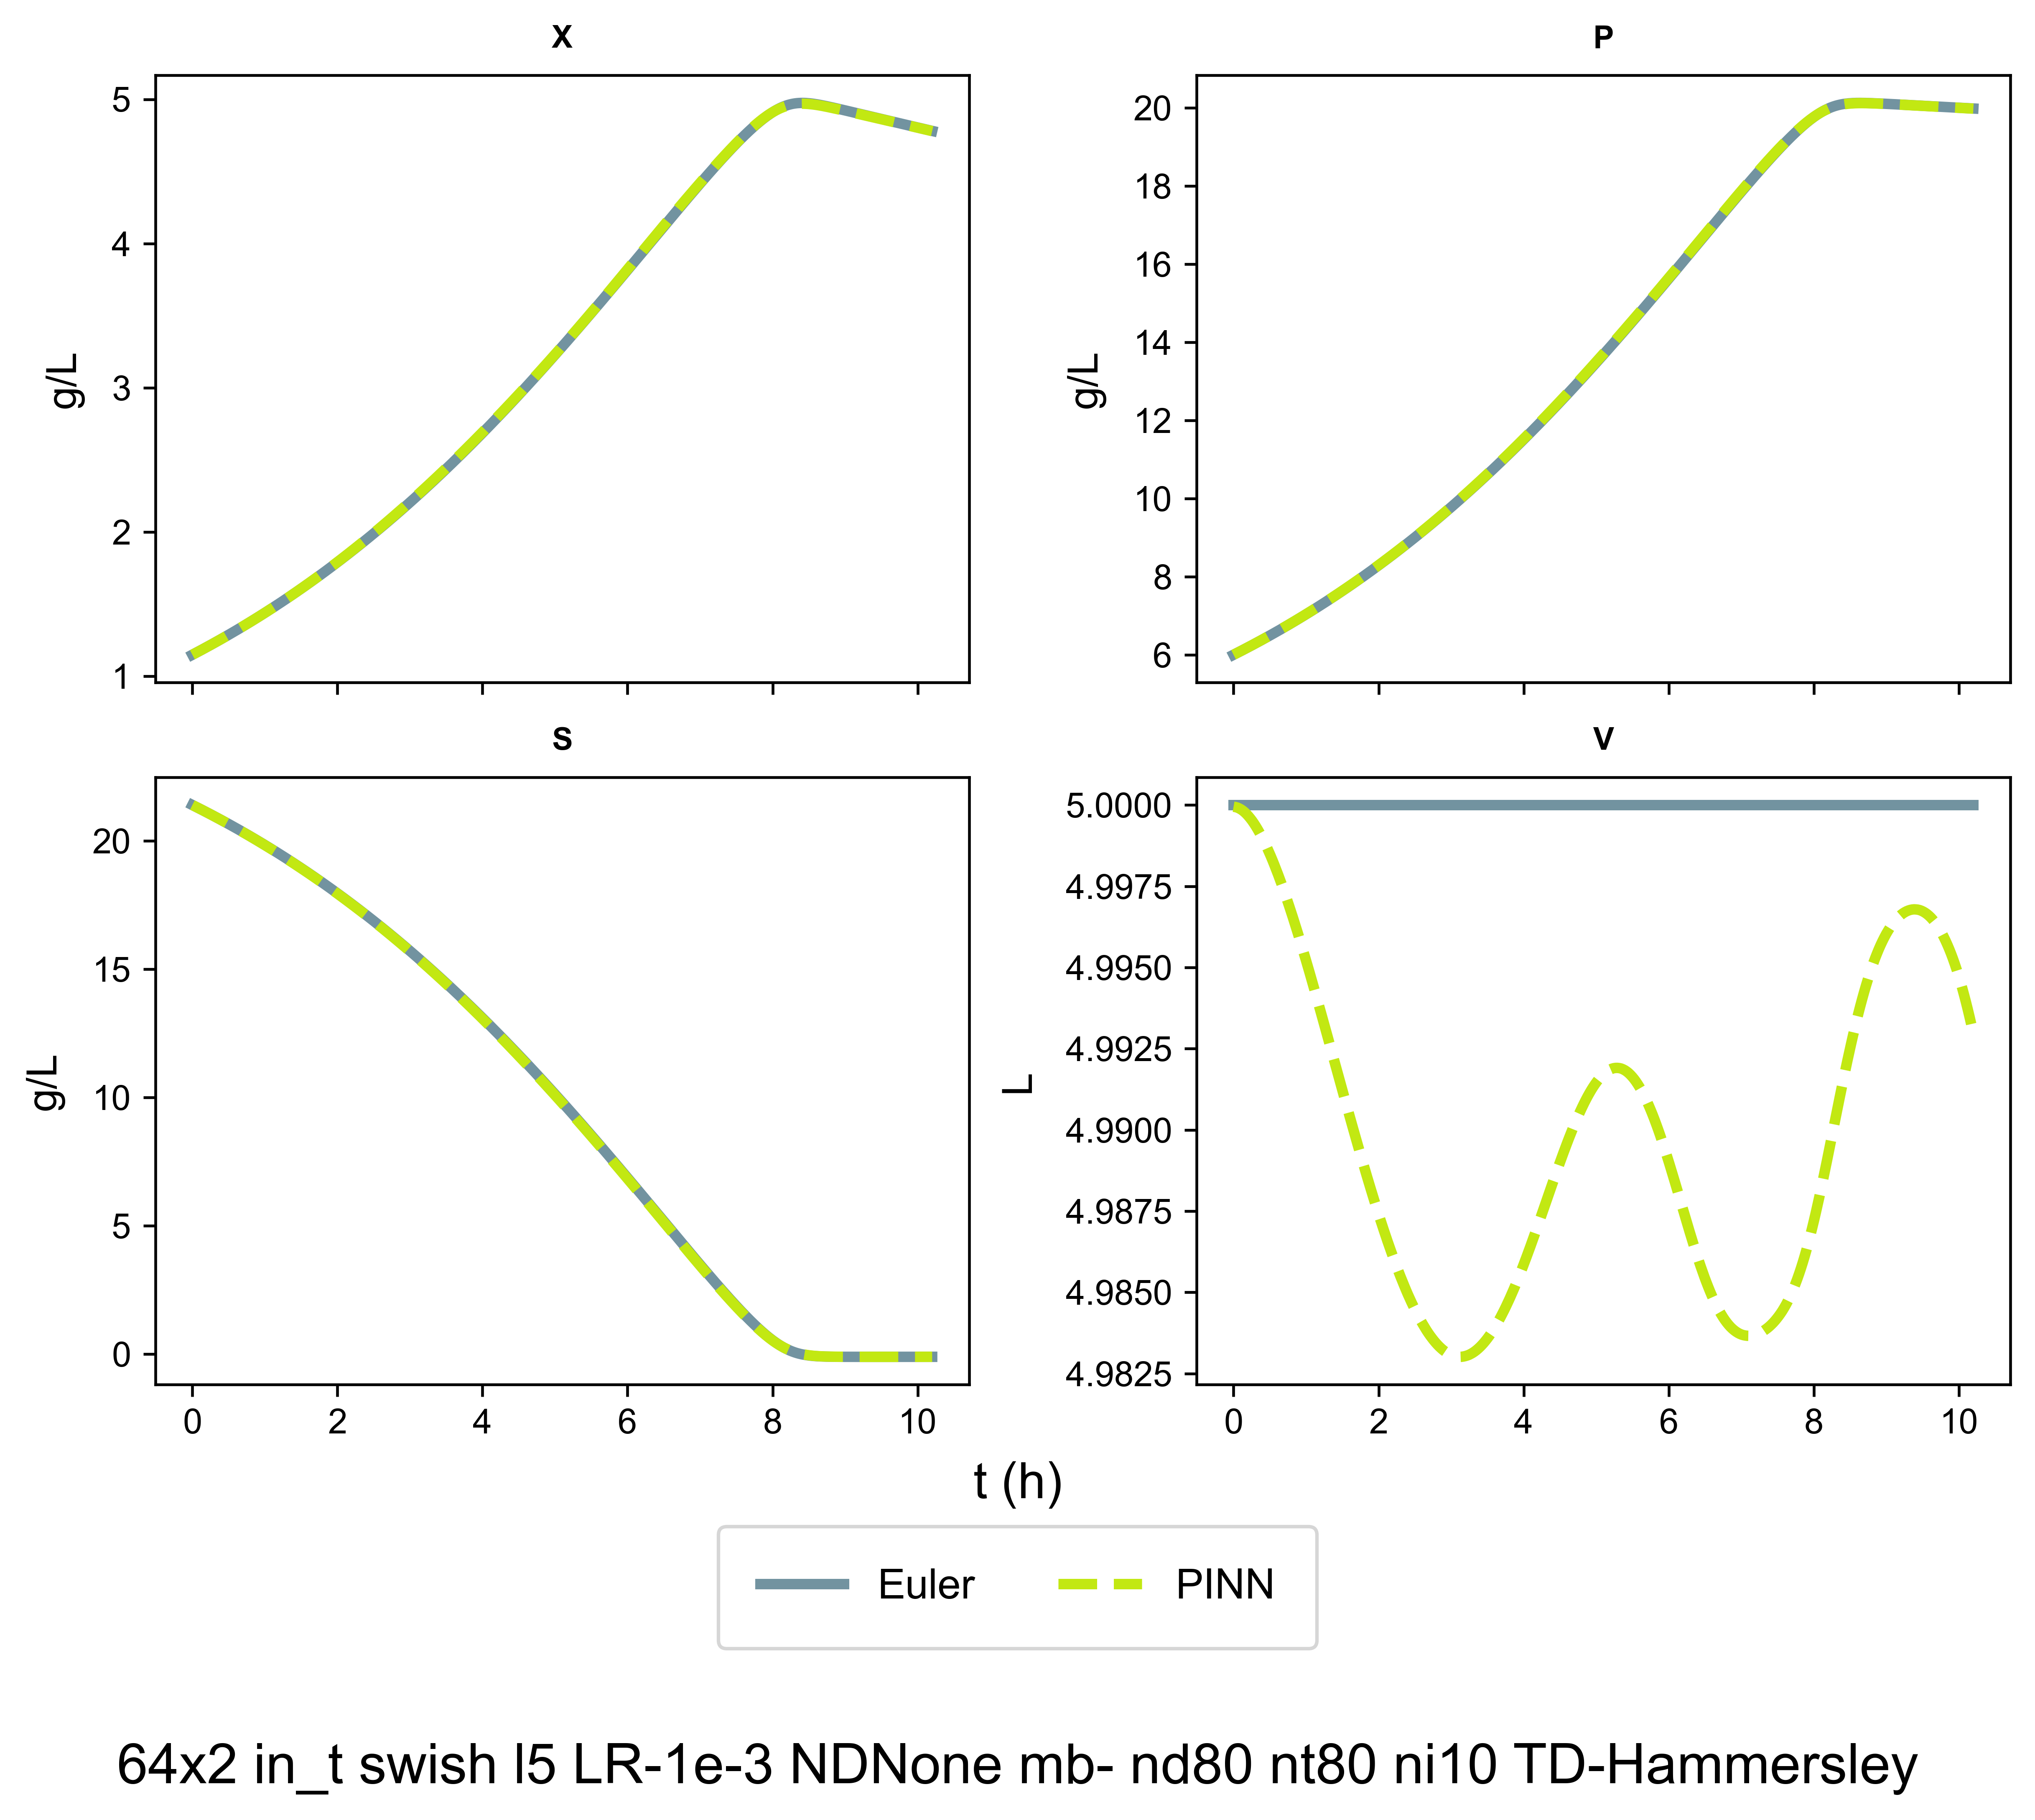 X
P
5
4
3
2
1
g/L
20
18
16
14
12
10
8
6
g/L
S
V
20
15
10
5
0
g/L
0 2 4 6 8 10
5.0000
4.9975
4.9950
4.9925
4.9900
4.9875
4.9850
4.9825
L
0 2 4 6 8 10
t (h)
Euler PINN
64x2 in_t swish l5 LR-1e-3 NDNone mb- nd80 nt80 ni10 TD-Hammersley